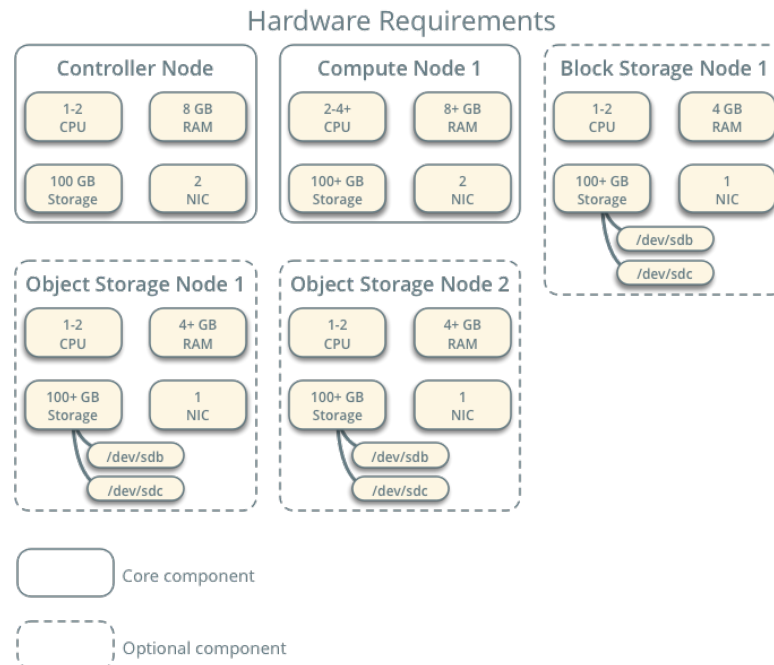 Hardware Requirements
Controller Node
1-2
CPU
8 GB
RAM
100 GB
Storage
2
NIC
Compute Node 1
2-4+
CPU
8+ GB
RAM
100+ GB
Storage
2
NIC
Block Storage Node 1
1-2
CPU
4 GB
RAM
100+ GB
Storage
1
NIC
/dev/sdb
/dev/sdc
Object Storage Node 1
1-2
CPU
4+ GB
RAM
100+ GB
Storage
1
NIC
/dev/sdb
/dev/sdc
Object Storage Node 2
1-2
CPU
4+ GB
RAM
100+ GB
Storage
1
NIC
/dev/sdb
/dev/sdc
Core component
Optional component